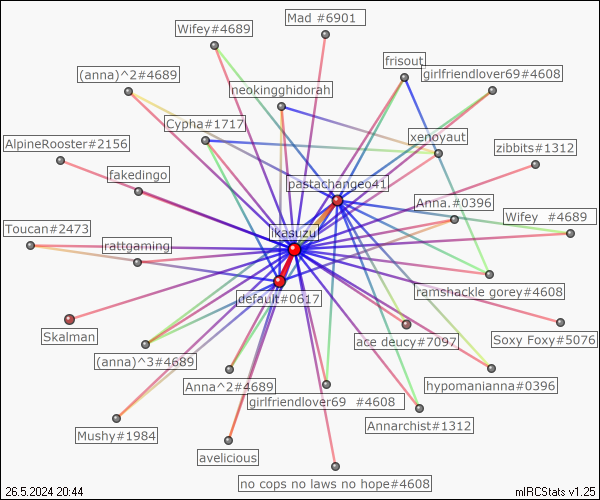 Mad #6901
Wifey#4689
frisout
(anna)^2#4689
girlfriendlover69#4608
neokingghidorah
Cypha#1717
xenoyaut
AlpineRooster#2156
zibbits#1312
fakedingo
pastachangeo41
Anna.#0396
Wifey #4689
Toucan#2473
ikasuzu
rattgaming
default#0617
ramshackle gorey#4608
Skalman
ace deucy#7097
Soxy Foxy#5076
(anna)^3#4689
Anna^2#4689
hypomanianna#0396
girlfriendlover69 #4608
Annarchist#1312
Mushy#1984
avelicious
no cops no laws no hope#4608
26.5.2024 20:44
mIRCStats v1.25